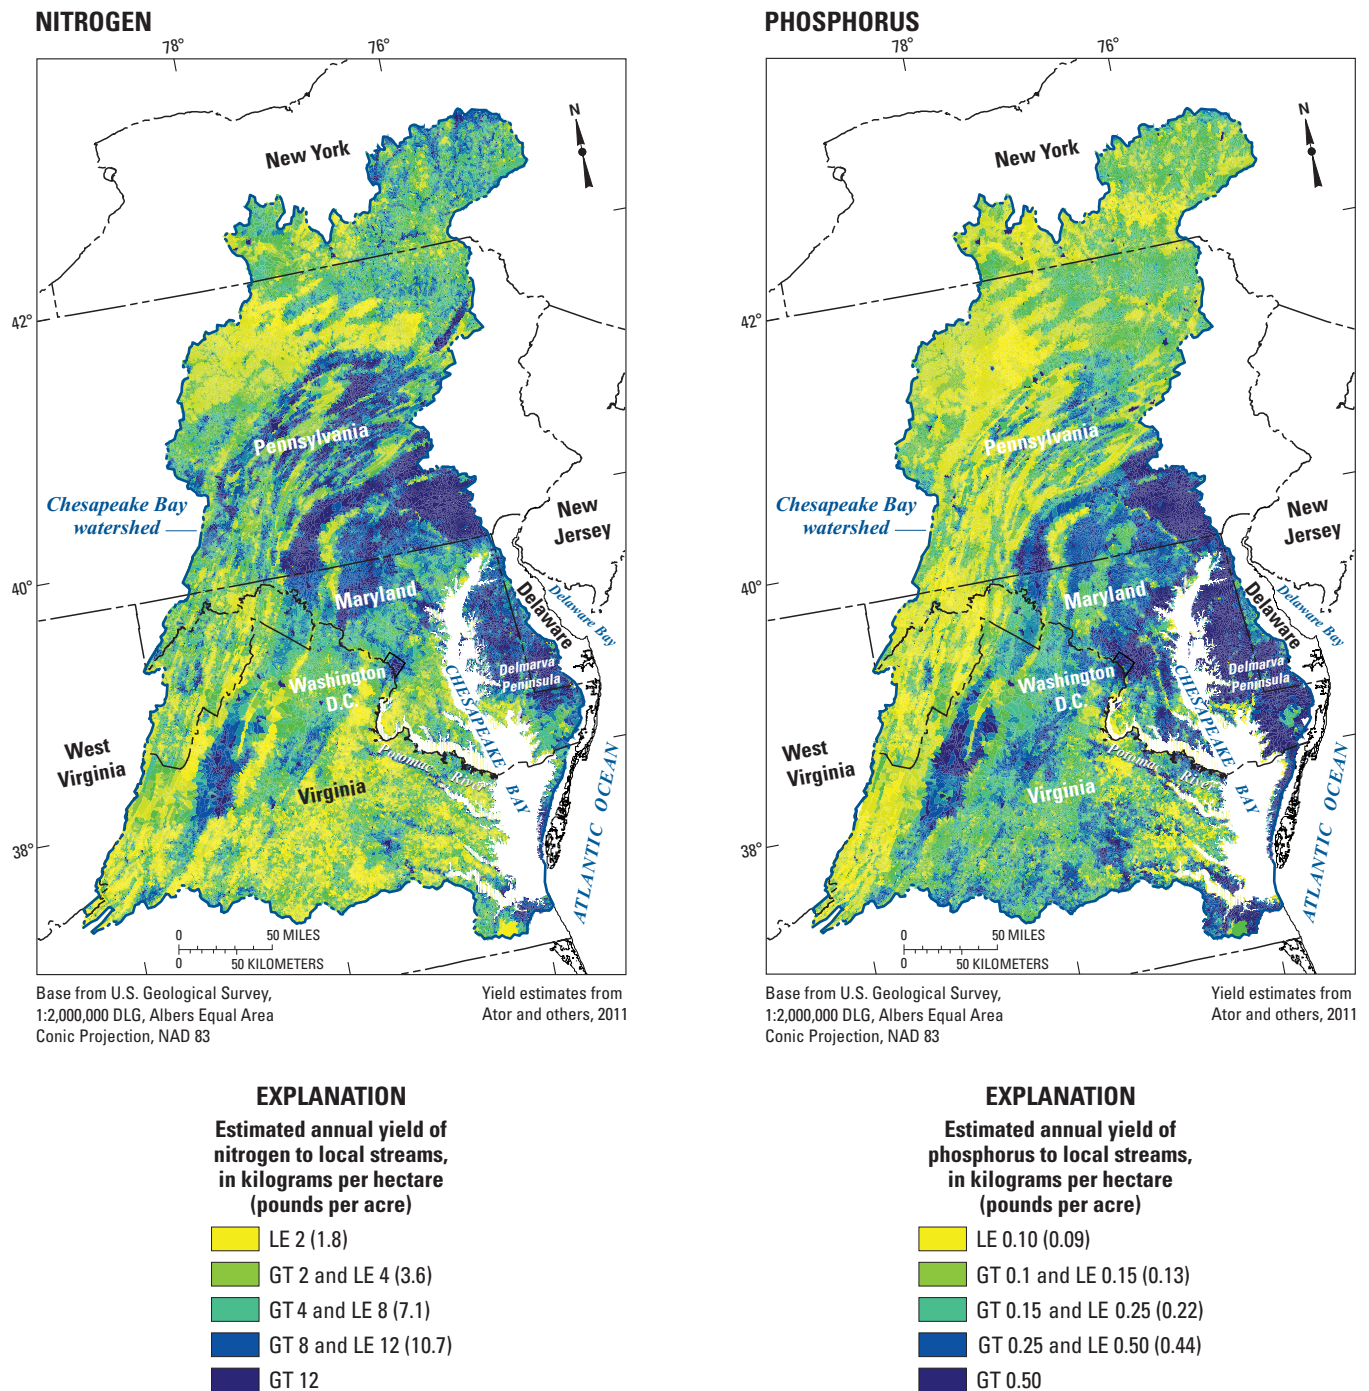 NITROGEN
78°
76°
N
New York
42°
Pennsylvania
Chesapeake Bay
watershed
New
Jersey
40°
Maryland
Delaware
Delaware Bay
Washington
D.C.
CHESAPEAKE
BAY
Delmarva
Peninsula
West
Virginia
Potomac River
Virginia
38°
ATLANTIC OCEAN
0 50 MILES
0 50 KILOMETERS
Base from U.S. Geological Survey,
1:2,000,000 DLG, Albers Equal Area
Conic Projection, NAD 83
Yield estimates from
Ator and others, 2011
EXPLANATION
Estimated annual yield of
nitrogen to local streams,
in kilograms per hectare
(pounds per acre)
LE 2 (1.8)
GT 2 and LE 4 (3.6)
GT 4 and LE 8 (7.1)
GT 8 and LE 12 (10.7)
GT 12
PHOSPHORUS
78°
76°
N
New York
42°
Pennsylvania
Chesapeake Bay
watershed
New
Jersey
40°
Maryland
Delaware
Delaware Bay
Washington
D.C.
CHESAPEAKE
BAY
Delmarva
Peninsula
West
Virginia
Potomac River
Virginia
38°
ATLANTIC OCEAN
0 50 MILES
0 50 KILOMETERS
Base from U.S. Geological Survey,
1:2,000,000 DLG, Albers Equal Area
Conic Projection, NAD 83
Yield estimates from
Ator and others, 2011
EXPLANATION
Estimated annual yield of
phosphorus to local streams,
in kilograms per hectare
(pounds per acre)
LE 0.10 (0.09)
GT 0.1 and LE 0.15 (0.13)
GT 0.15 and LE 0.25 (0.22)
GT 0.25 and LE 0.50 (0.44)
GT 0.50